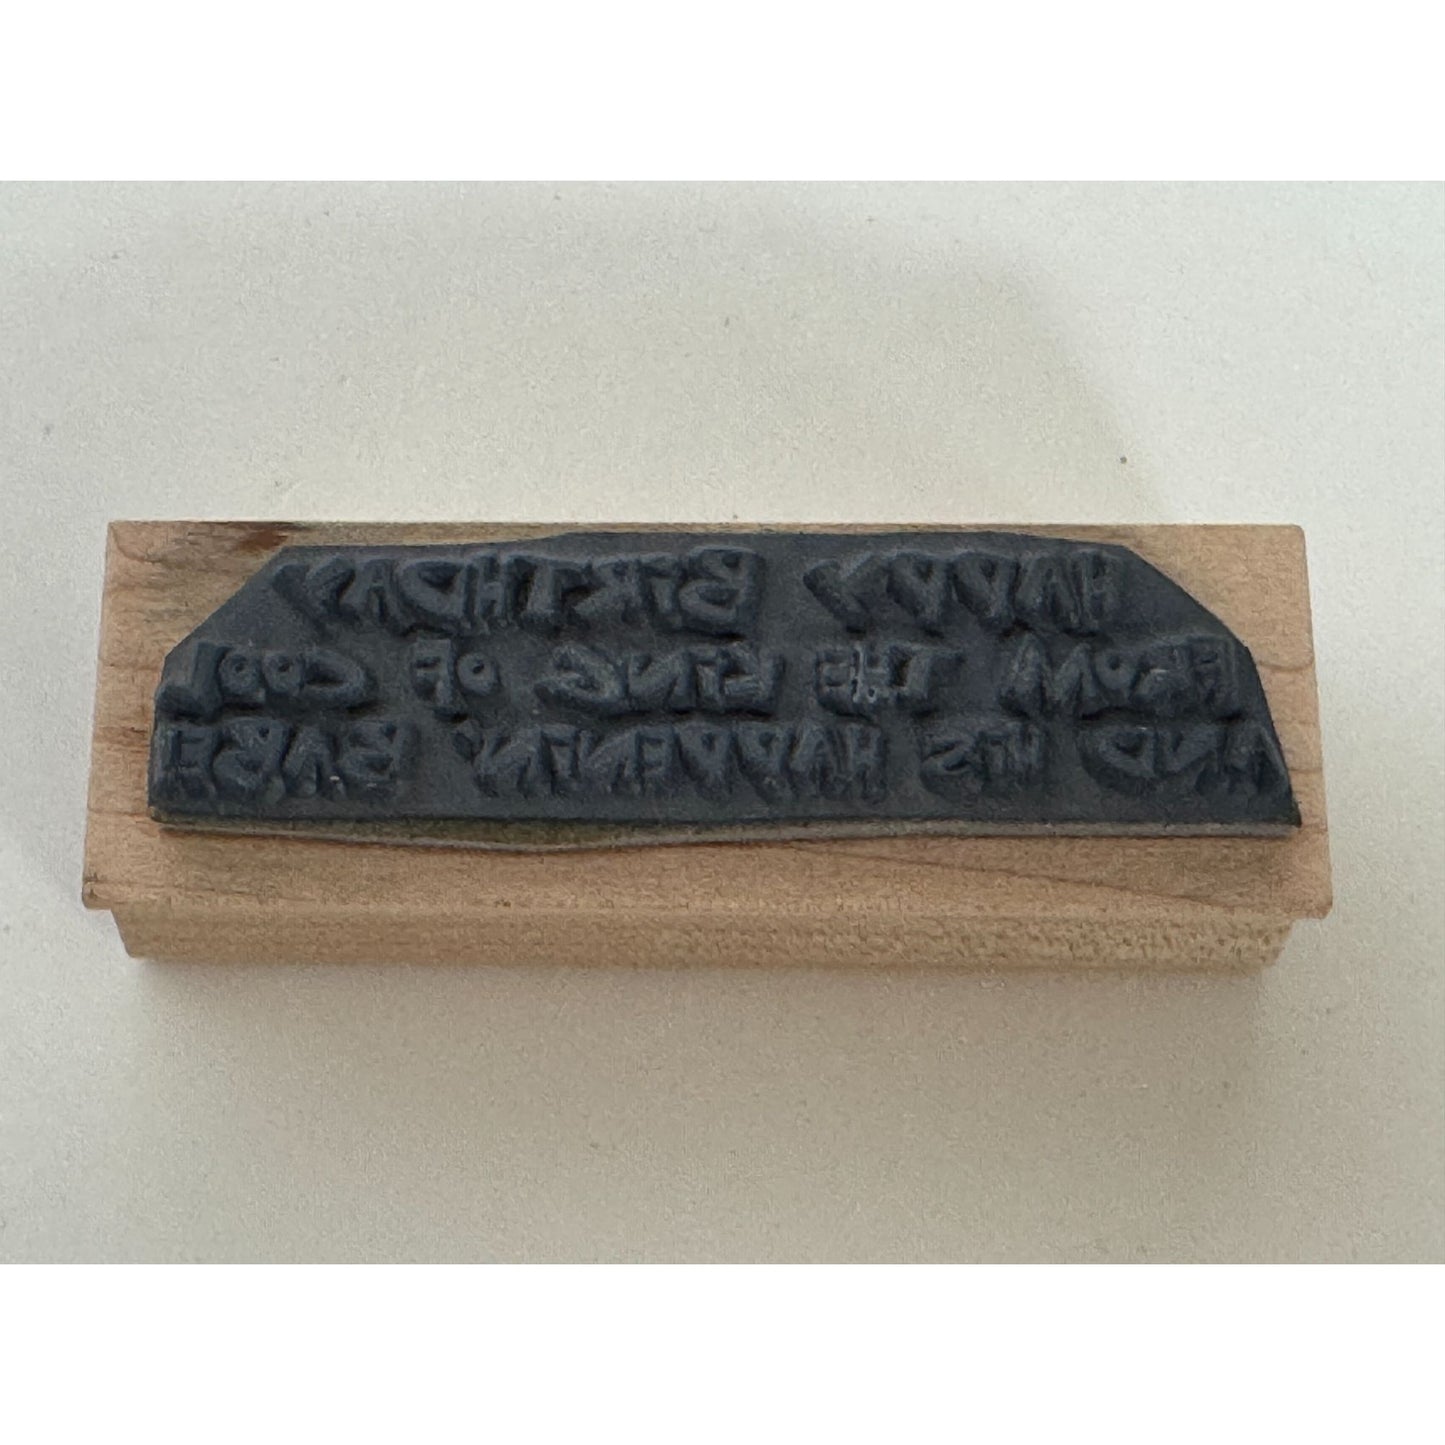 HAPPY BiRTHDAY
FROM THE KiNG OF COOL
AND HiS HAPPENiN' BABE